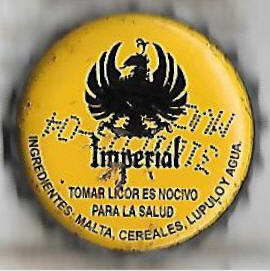 Imperial
TOMAR LICOR ES NOCIVO
PARA LA SALUD
INGREDIENTES: MALTA, CEREALES, LUPULO Y AGUA.